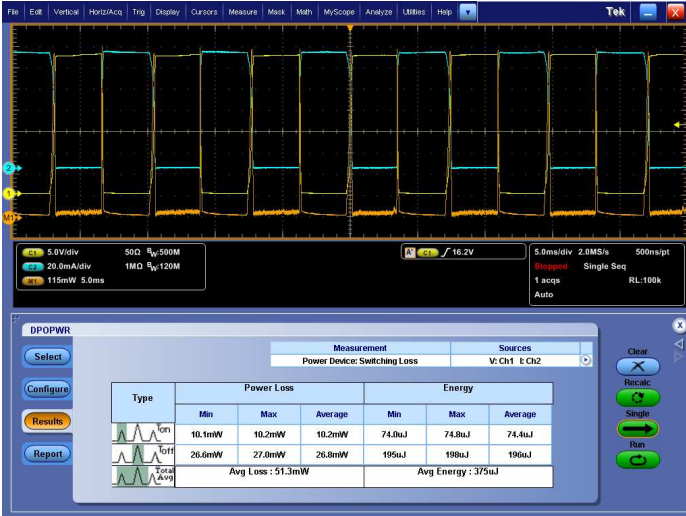 File Edit Vertical Horiz/Acq Trig Display Cursors Measure Mask Math MyScope Analyze Utilities Help Tek X
2
1
M1
C1 5.0V/div 50Ω BW:500M
C2 20.0mA/div 1MΩ BW:120M
M1 115mW 5.0ms
A' C1 / 16.2V
5.0ms/div 2.0MS/s 500ns/pt
Stopped Single Seq
1 acqs RL:100k
Auto
DPOPWR X
Select
Configure
Results
Report
Measurement Sources
Power Device: Switching Loss V: Ch1 I: Ch2
Type Power Loss Energy
Min Max Average Min Max Average
Ton 10.1mW 10.2mW 10.2mW 74.0uJ 74.8uJ 74.4uJ
Toff 26.6mW 27.0mW 26.8mW 195uJ 198uJ 196uJ
Total Avg Avg Loss : 51.3mW Avg Energy : 375uJ
Clear
Recalc
Single
Run